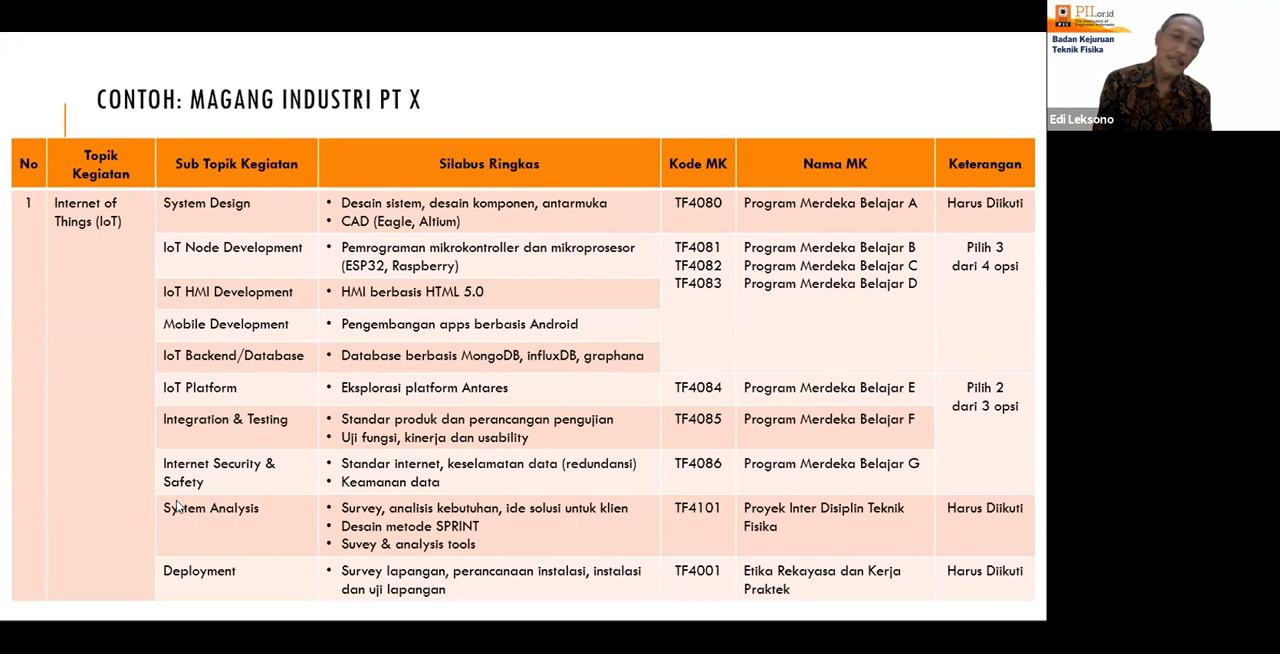 PII.or.id
PII
The Institution of
Engineers Indonesia
Badan Kejuruan
Teknik Fisika
Edi Leksono
CONTOH: MAGANG INDUSTRI PT X
No
Topik
Kegiatan
Sub Topik Kegiatan
Silabus Ringkas
Kode MK
Nama MK
Keterangan
1
Internet of
Things (IoT)
System Design
• Desain sistem, desain komponen, antarmuka
• CAD (Eagle, Altium)
TF4080
Program Merdeka Belajar A
Harus Diikuti
IoT Node Development
• Pemrograman mikrokontroller dan mikroprosesor
(ESP32, Raspberry)
TF4081
TF4082
TF4083
Program Merdeka Belajar B
Program Merdeka Belajar C
Program Merdeka Belajar D
Pilih 3
dari 4 opsi
IoT HMI Development
• HMI berbasis HTML 5.0
Mobile Development
• Pengembangan apps berbasis Android
IoT Backend/Database
• Database berbasis MongoDB, influxDB, graphana
IoT Platform
• Eksplorasi platform Antares
TF4084
Program Merdeka Belajar E
Pilih 2
dari 3 opsi
Integration & Testing
• Standar produk dan perancangan pengujian
• Uji fungsi, kinerja dan usability
TF4085
Program Merdeka Belajar F
Internet Security &
Safety
• Standar internet, keselamatan data (redundansi)
• Keamanan data
TF4086
Program Merdeka Belajar G
System Analysis
• Survey, analisis kebutuhan, ide solusi untuk klien
• Desain metode SPRINT
• Suvey & analysis tools
TF4101
Proyek Inter Disiplin Teknik
Fisika
Harus Diikuti
Deployment
• Survey lapangan, perancanaan instalasi, instalasi
dan uji lapangan
TF4001
Etika Rekayasa dan Kerja
Praktek
Harus Diikuti